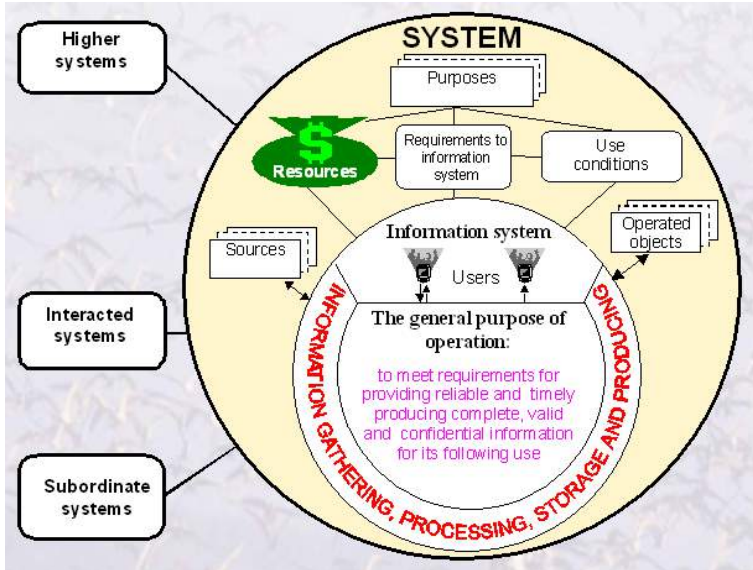 SYSTEM
Higher
systems
Purposes
$
Resources
Requirements to
information
system
Use
conditions
Sources
Information system
Operated
objects
Users
Interacted
systems
The general purpose of
operation:
to meet requirements for
providing reliable and timely
producing complete, valid
and confidential information
for its following use
INFORMATION GATHERING, PROCESSING, STORAGE AND PRODUCING
Subordinate
systems